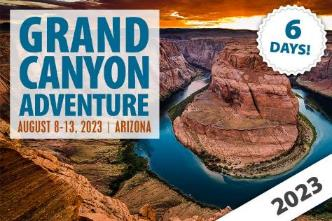 GRAND
CANYON
ADVENTURE
AUGUST 8-13, 2023 | ARIZONA
6
DAYS!
2023